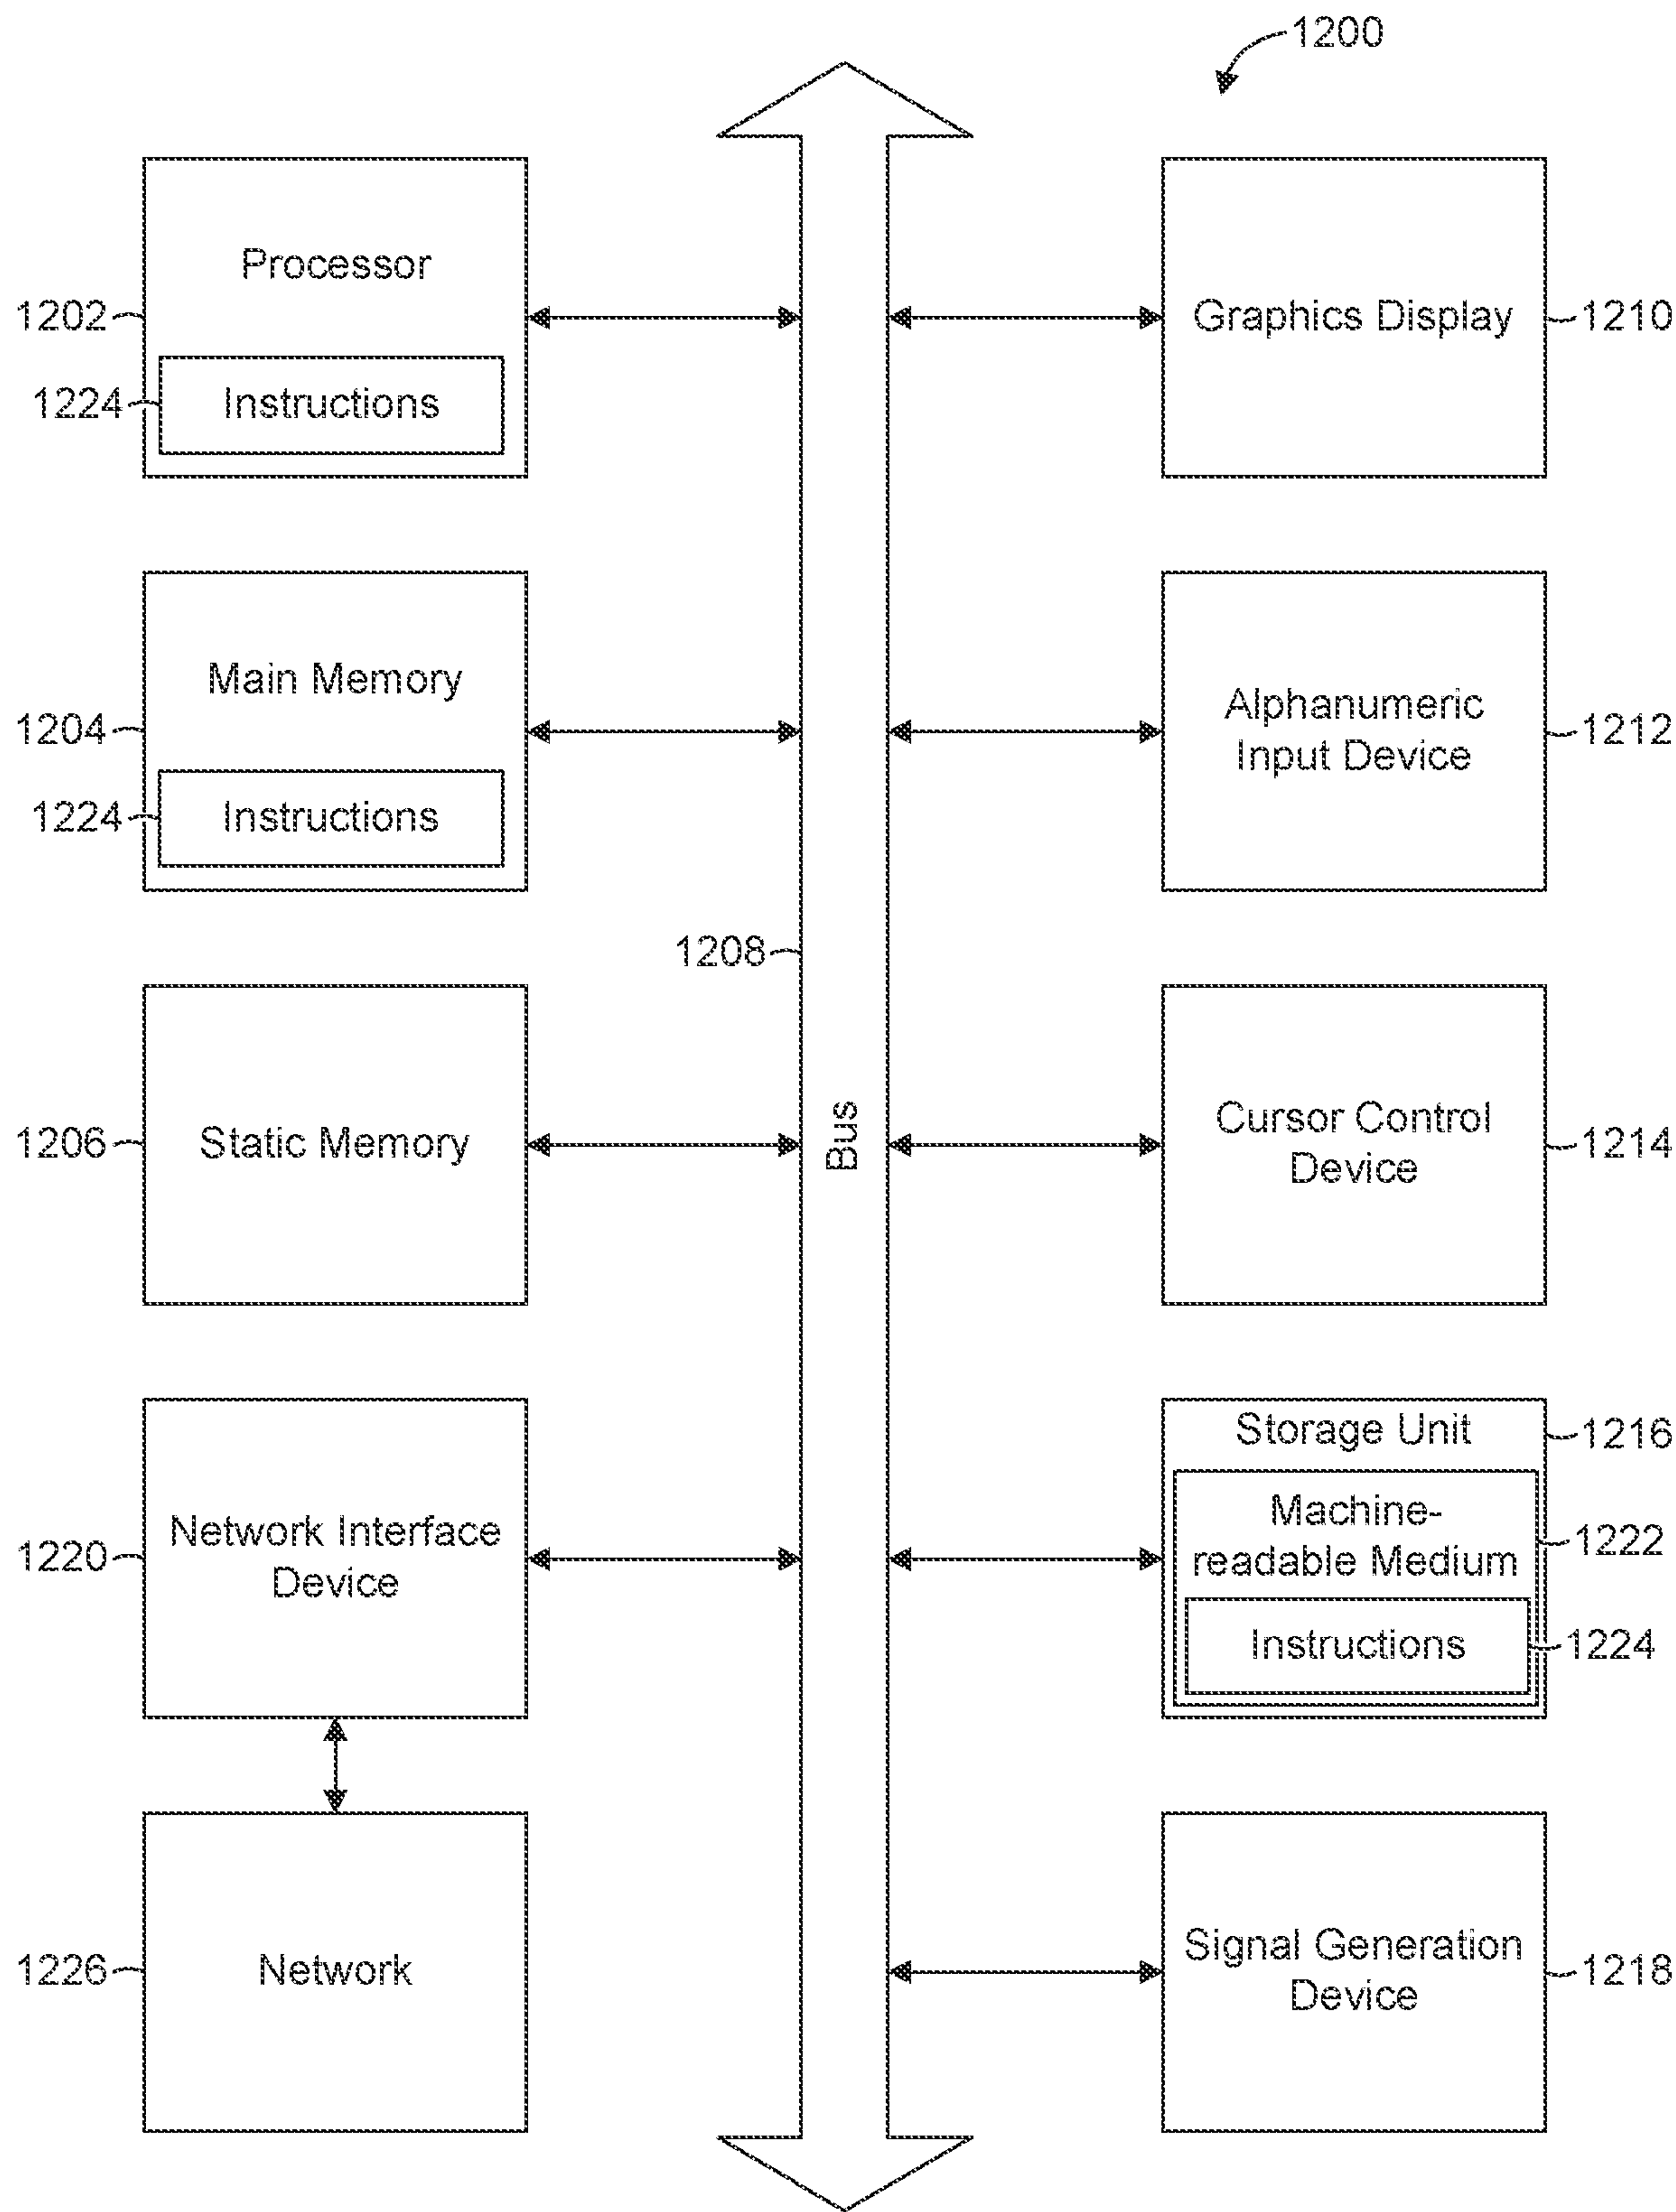 1200
Processor
1202
Instructions
1224
Graphics Display
1210
Main Memory
1204
Instructions
1224
Alphanumeric
Input Device
1212
1208
Bus
Static Memory
1206
Cursor Control
Device
1214
Network Interface
Device
1220
Storage Unit
1216
Machine-
readable Medium
1222
Instructions
1224
Network
1226
Signal Generation
Device
1218